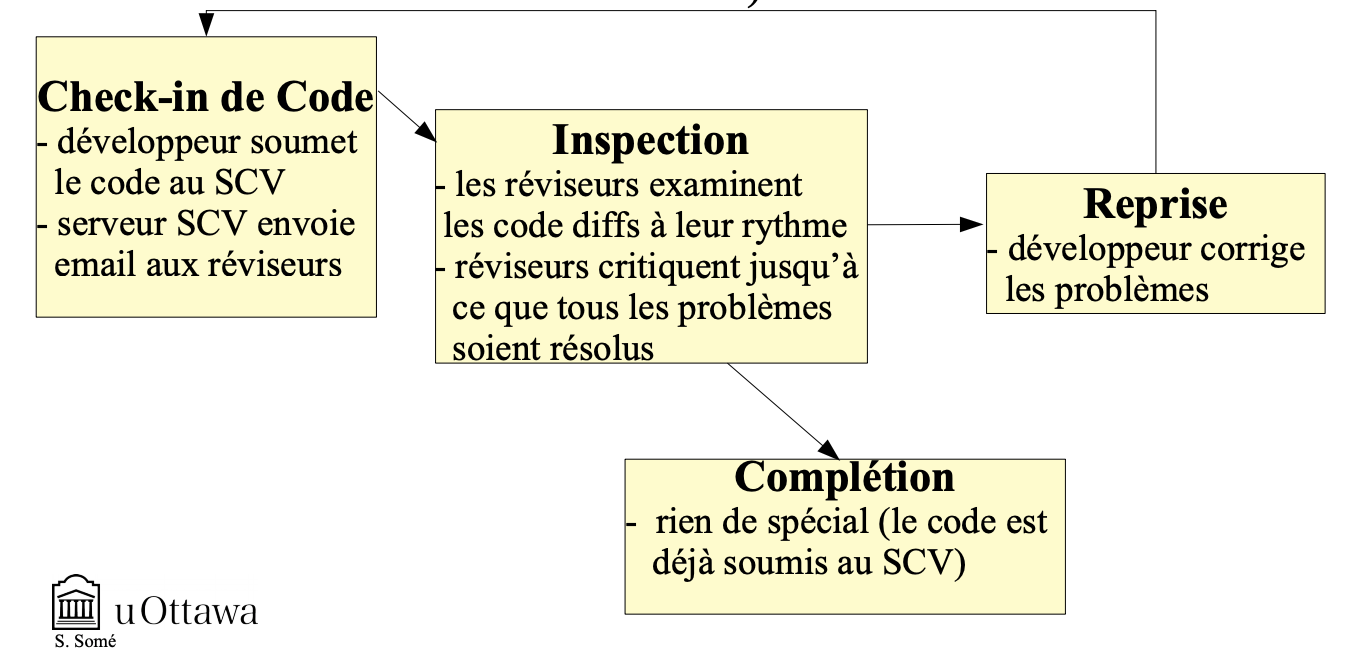 Check-in de Code
- développeur soumet
le code au SCV
- serveur SCV envoie
email aux réviseurs
Inspection
- les réviseurs examinent
les code diffs à leur rythme
- réviseurs critiquent jusqu'à
ce que tous les problèmes
soient résolus
Reprise
- développeur corrige
les problèmes
Complétion
- rien de spécial (le code est
déjà soumis au SCV)
uOttawa
S. Somé